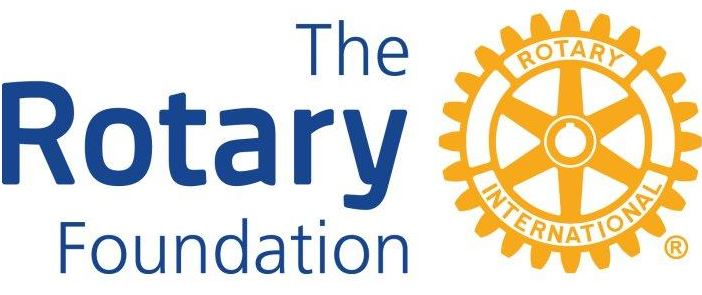 The
Rotary
Foundation
ROTARY
INTERNATIONAL
®